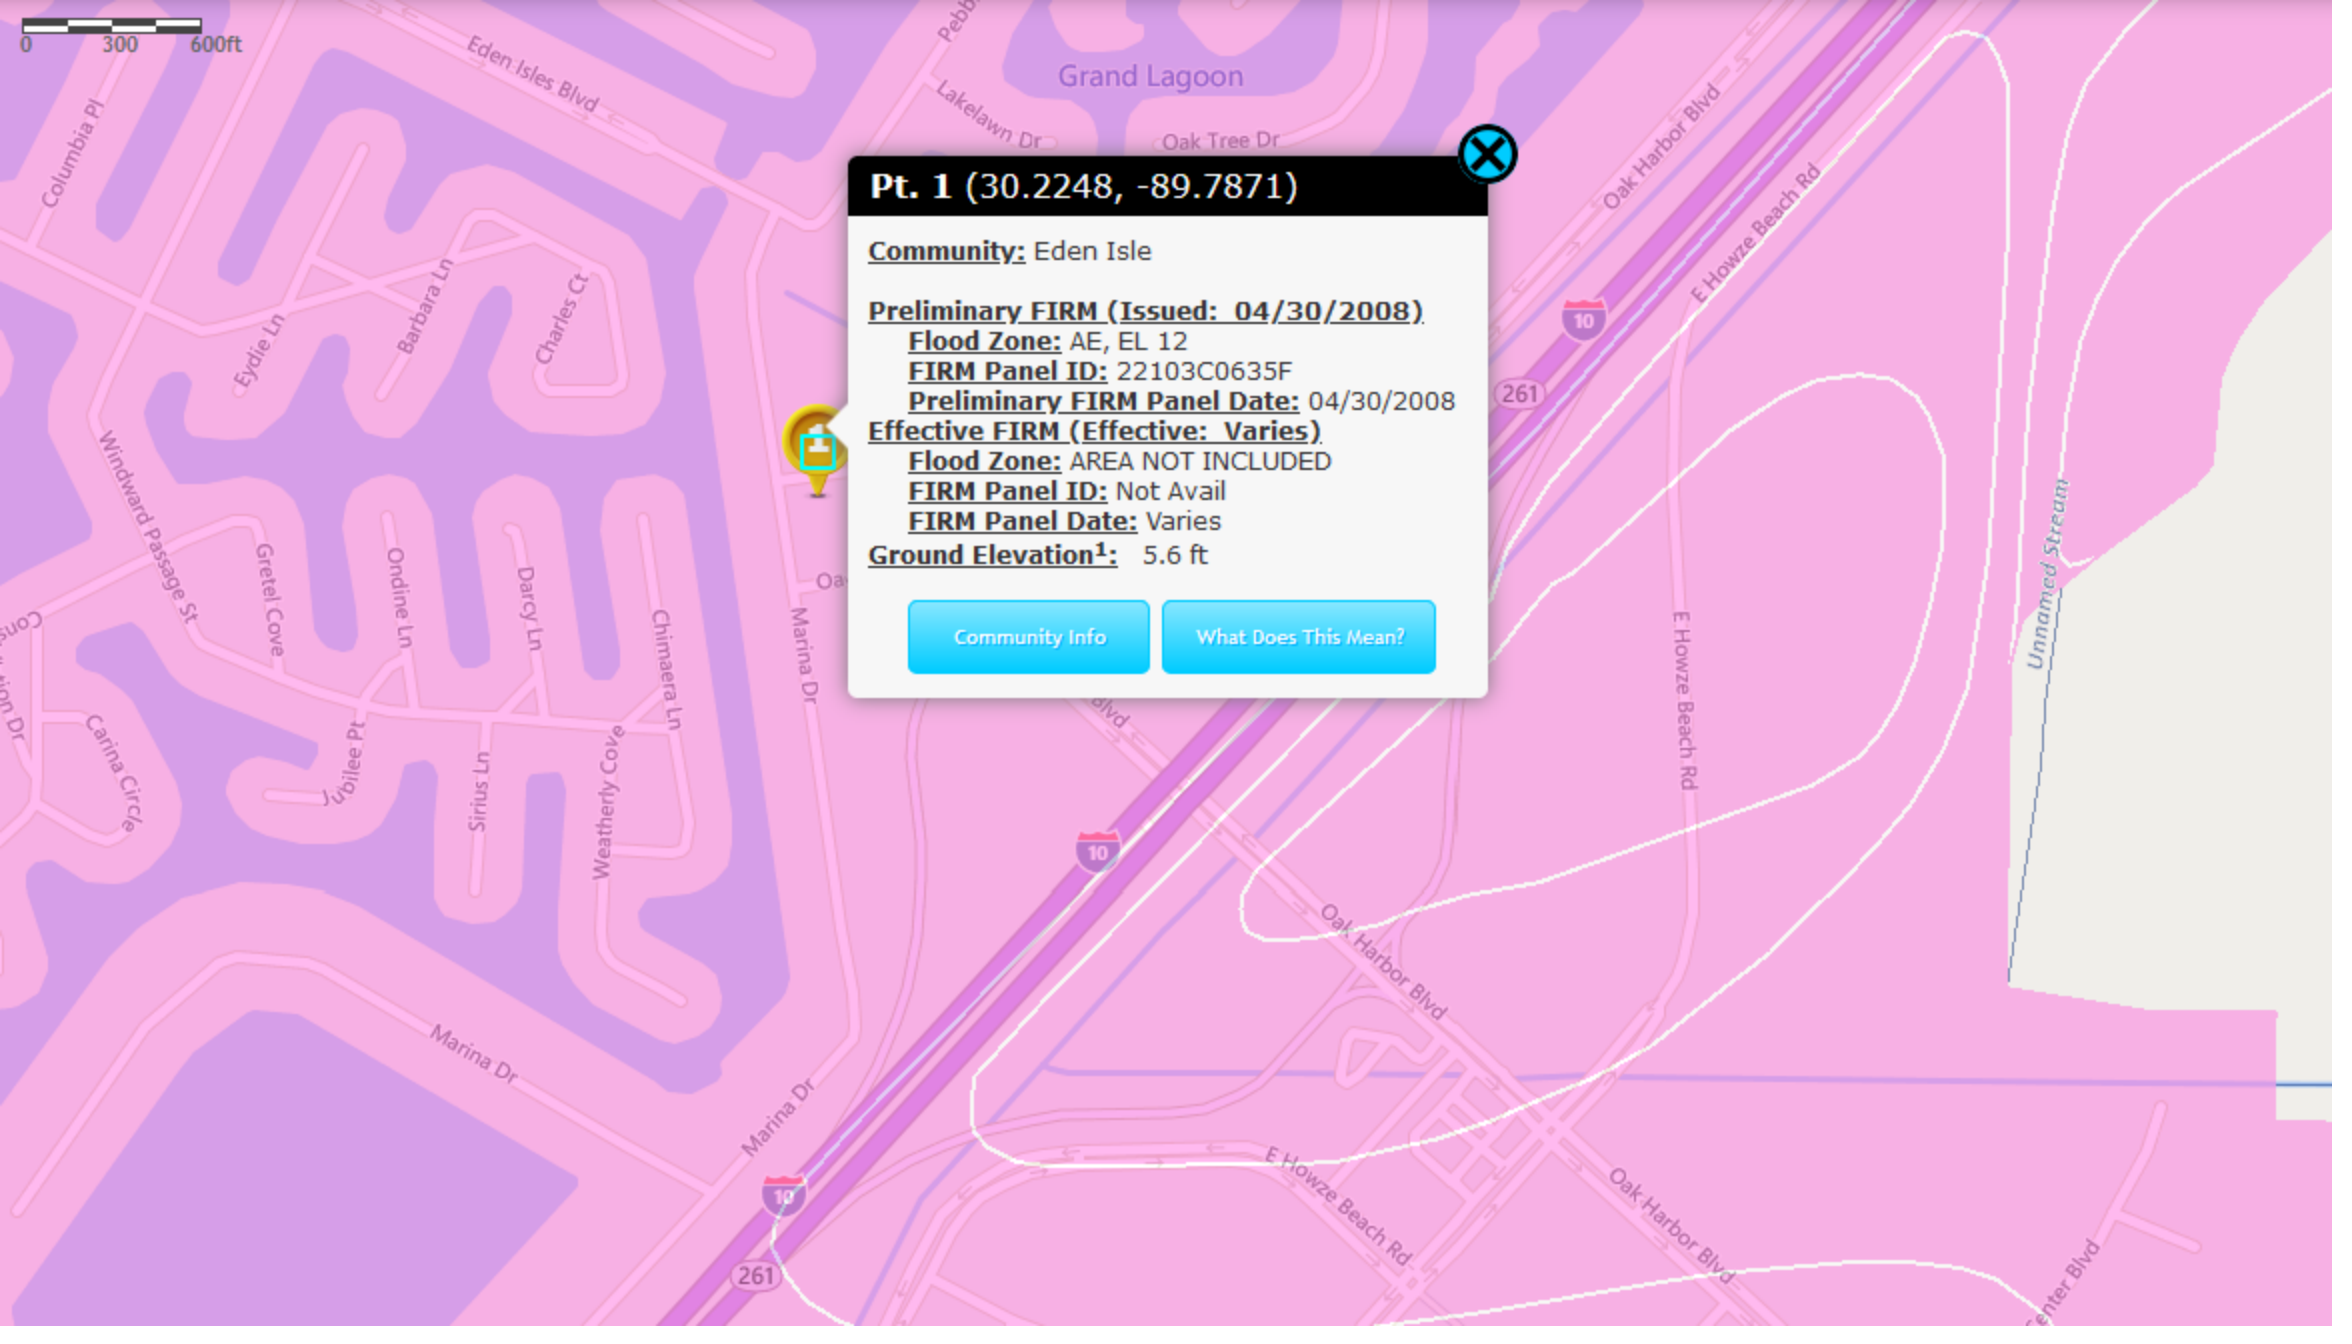 0 300 600ft
Eden Isles Blvd
Grand Lagoon
Columbia Pl
Lakelawn Dr
Oak Tree Dr
Oak Harbor Blvd
E Howze Beach Rd
Pt. 1 (30.2248, -89.7871)
Community: Eden Isle
Preliminary FIRM (Issued: 04/30/2008)
Flood Zone: AE, EL 12
FIRM Panel ID: 22103C0635F
Preliminary FIRM Panel Date: 04/30/2008
Effective FIRM (Effective: Varies)
Flood Zone: AREA NOT INCLUDED
FIRM Panel ID: Not Avail
FIRM Panel Date: Varies
Ground Elevation¹: 5.6 ft
Community Info
What Does This Mean?
1
Eydie Ln
Barbara Ln
Charles Ct
10
261
Windward Passage St
Gretel Cove
Ondine Ln
Darcy Ln
Chimaera Ln
Marina Dr
Blvd
E Howze Beach Rd
Unnamed Stream
Carina Circle
Jubilee Pt
Sirius Ln
Weatherly Cove
10
Oak Harbor Blvd
Marina Dr
Marina Dr
10
261
E Howze Beach Rd
Oak Harbor Blvd